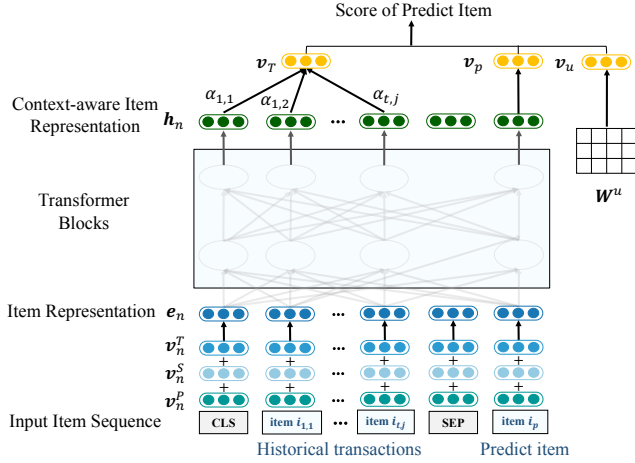 Score of Predict Item
v_T
v_p
v_u
α_{1,1}
α_{1,2}
α_{t,j}
Context-aware Item
Representation
h_n
...
W^u
Transformer
Blocks
Item Representation e_n
...
v_n^T
...
+ + + +
v_n^S
...
+ + + +
v_n^P
...
Input Item Sequence
CLS
item i_{1,1}
...
item i_{t,j}
SEP
item i_p
Historical transactions
Predict item